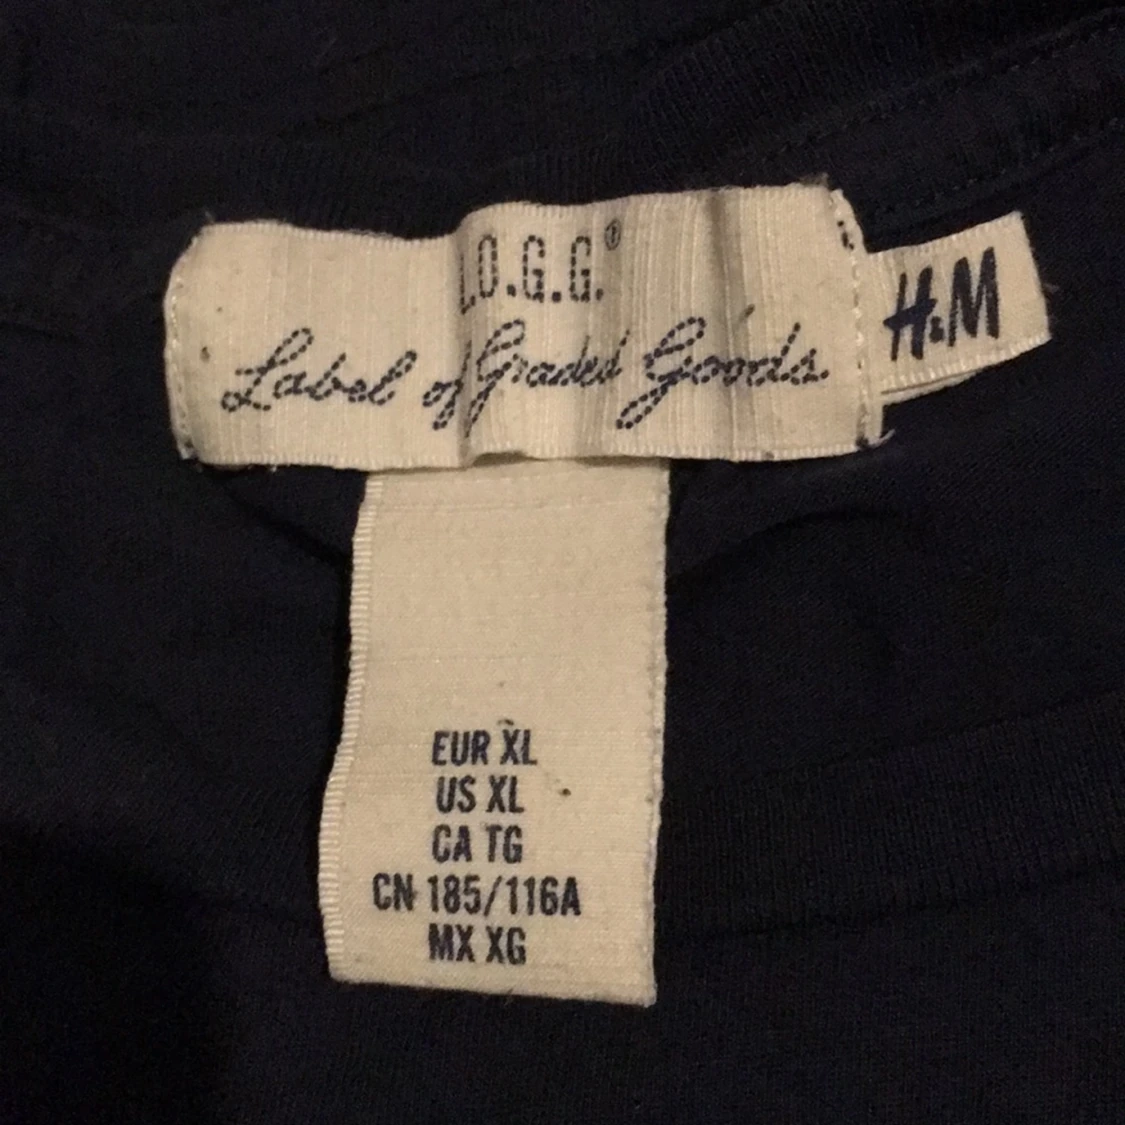 L.O.G.G.®
Label of Graded Goods
H&M
EUR XL
US XL
CA TG
CN 185/116A
MX XG